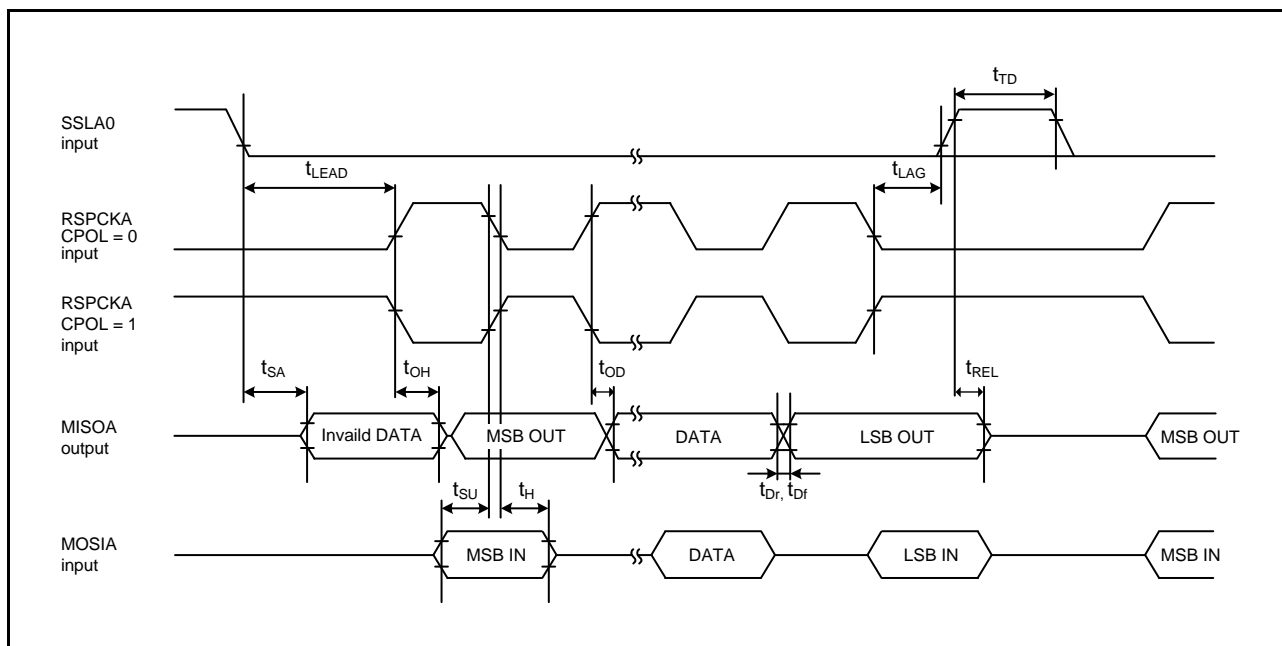 tTD
SSLA0
input
tLEAD
tLAG
RSPCKA
CPOL = 0
input
RSPCKA
CPOL = 1
input
tSA
tOH
tOD
tREL
MISOA
output
Invaild DATA
MSB OUT
DATA
LSB OUT
MSB OUT
tSU
tH
tDr, tDf
MOSIA
input
MSB IN
DATA
LSB IN
MSB IN